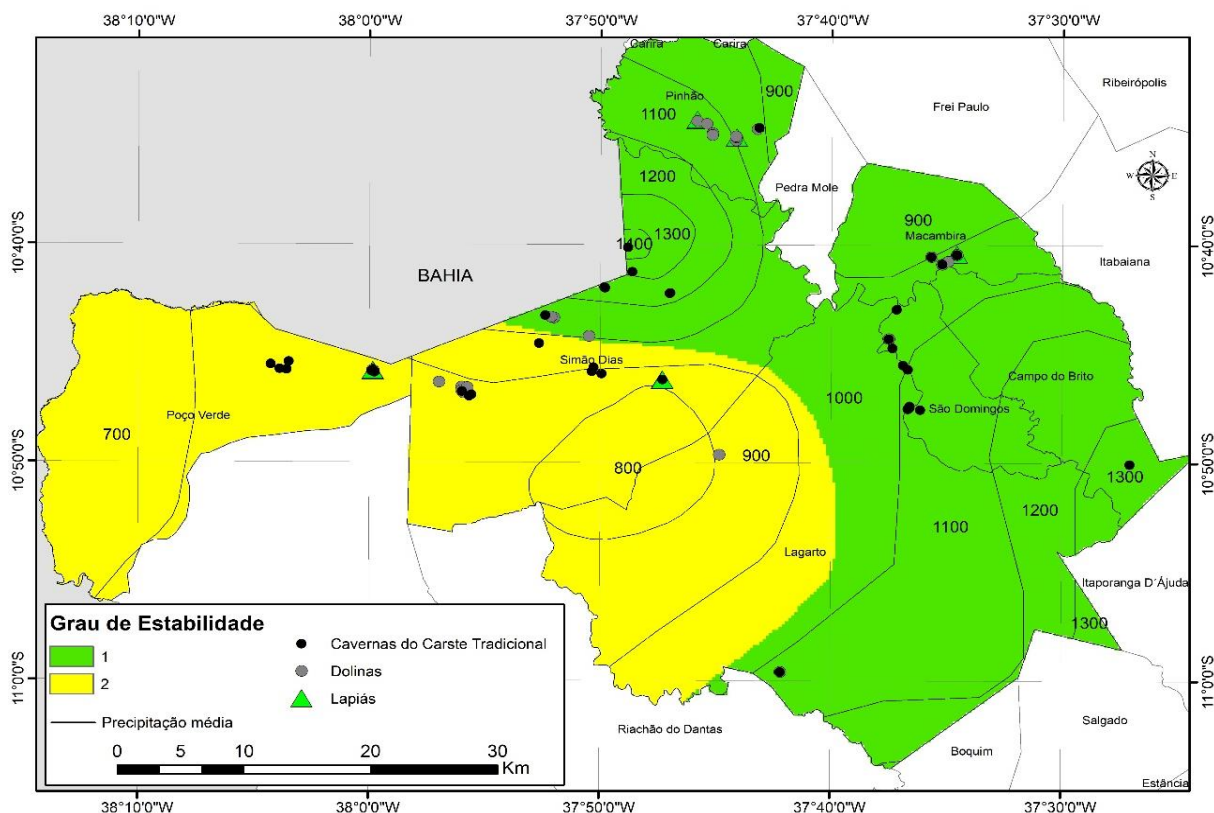 38°10'0"W 38°0'0"W 37°50'0"W 37°40'0"W 37°30'0"W
Carira Carira
Ribeirópolis
900
Pinhão
Frei Paulo
1100
N
W E
S
1200
Pedra Mole
900
1300
Macambira
10°40'0"S 10°40'0"S
1400
Itabaiana
BAHIA
Simão Dias
Campo do Brito
1000
Poço Verde
São Domingos
700
900
800
10°50'0"S 10°50'0"S
1300
1200
1100
Lagarto
Itaporanga D´Ájuda
1300
Grau de Estabilidade
1
2
Precipitação média
Cavernas do Carste Tradicional
Dolinas
Lapiás
0 5 10 20 30
Km
11°0'0"S 11°0'0"S
Riachão do Dantas
Salgado
Boquim
Estância
38°10'0"W 38°0'0"W 37°50'0"W 37°40'0"W 37°30'0"W